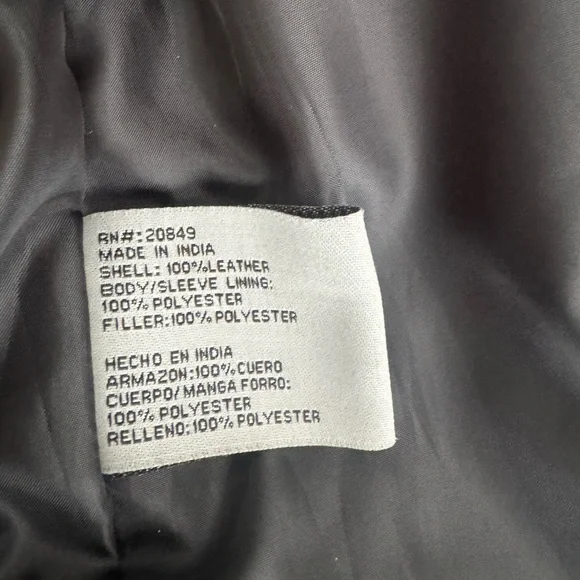 RN#: 20849
MADE IN INDIA
SHELL: 100%LEATHER
BODY/SLEEVE LINING:
100% POLYESTER
FILLER:100% POLYESTER
HECHO EN INDIA
ARMAZON:100% CUERO
CUERPO/MANGA FORRO:
100% POLYESTER
RELLENO:100% POLYESTER